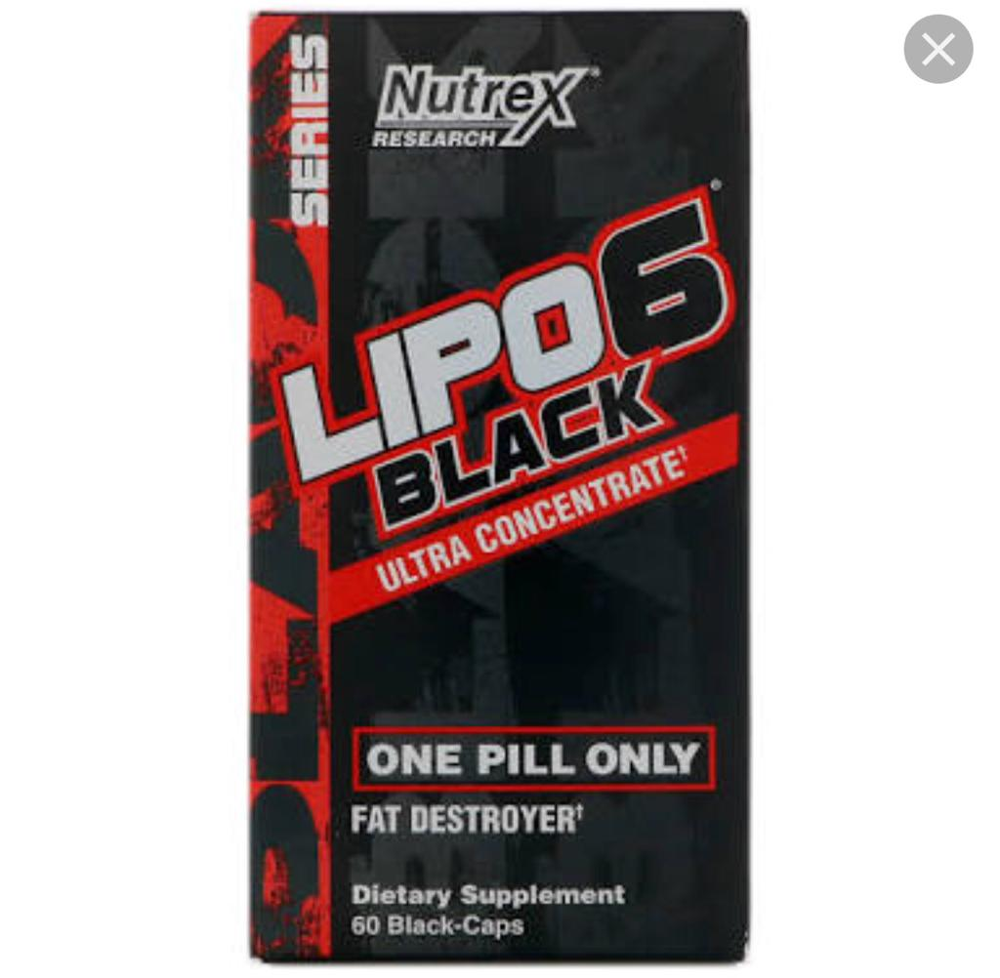 SERIES
Nutrex®
RESEARCH
LIPO6®
BLACK
ULTRA CONCENTRATE†
ONE PILL ONLY
FAT DESTROYER†
Dietary Supplement
60 Black-Caps